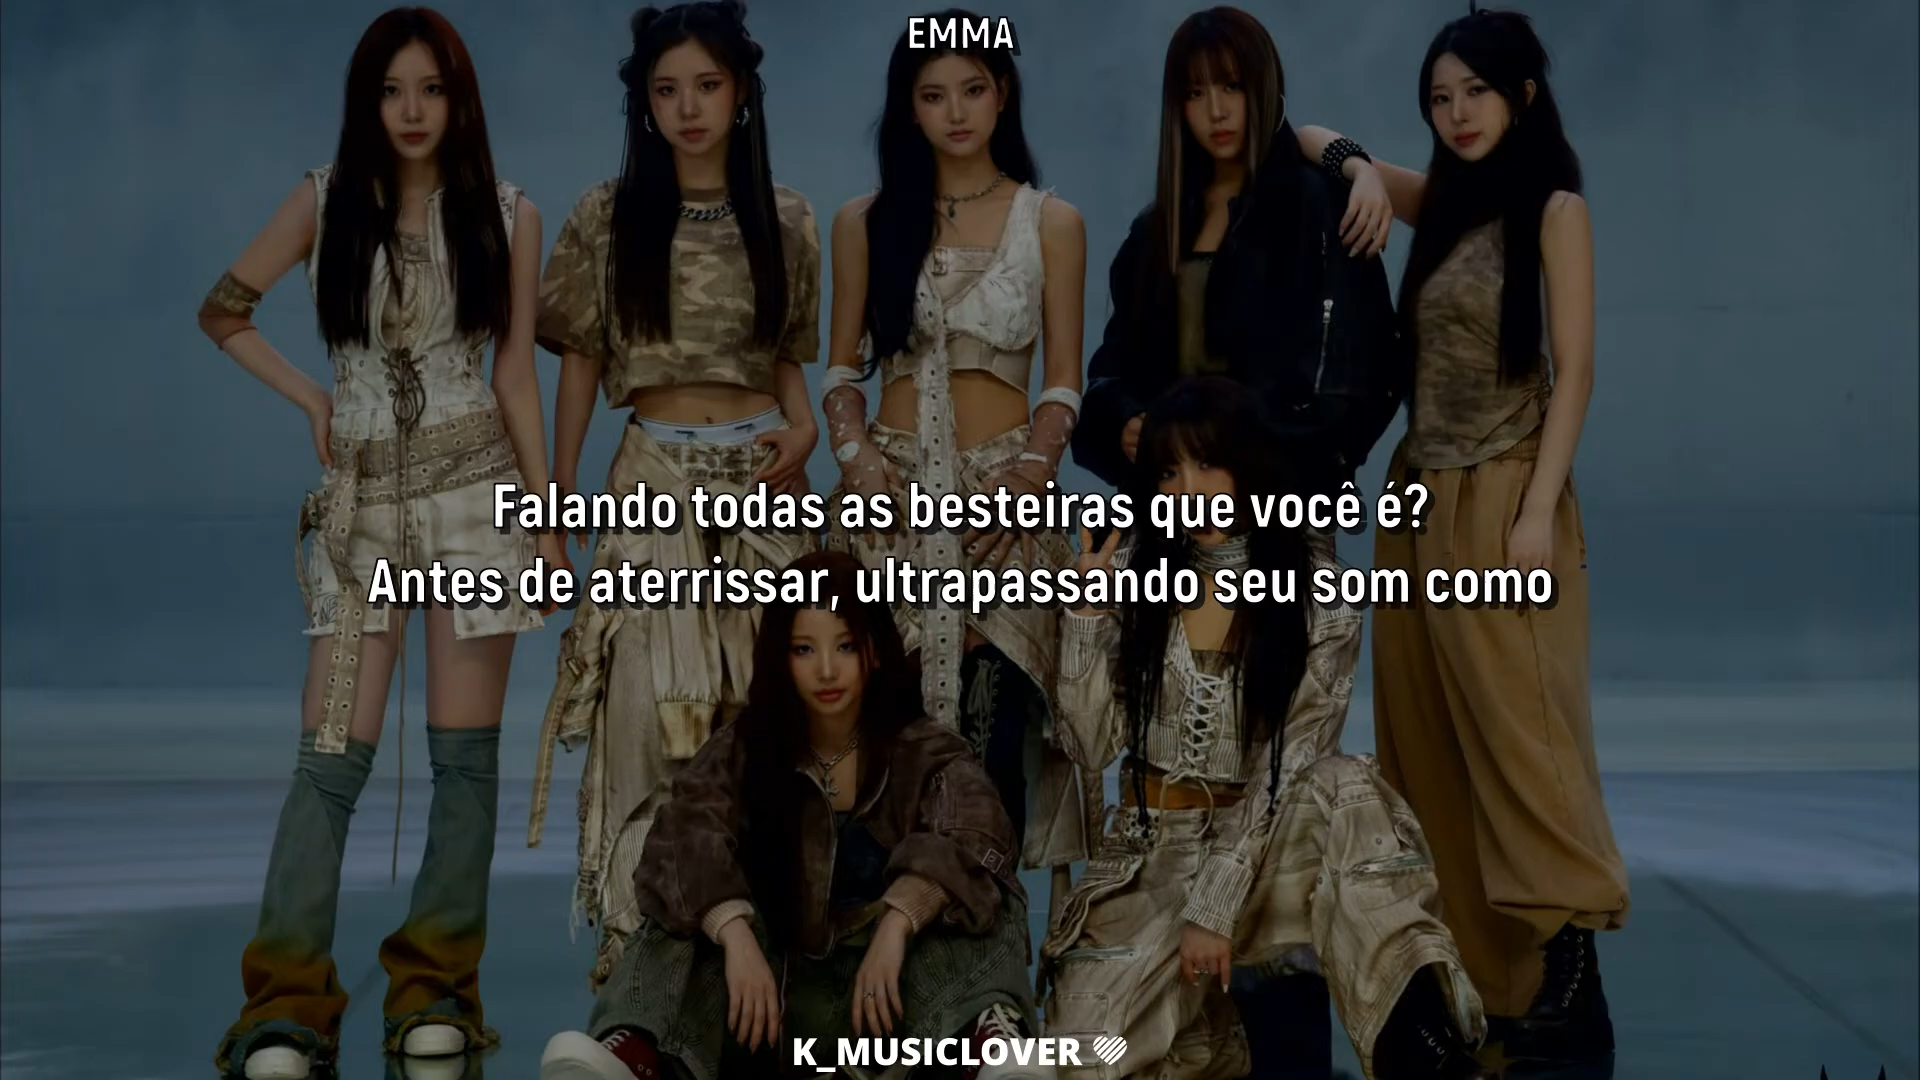 EMMA
Falando todas as besteiras que você é?
Antes de aterrissar, ultrapassando seu som como
K_MUSICLOVER